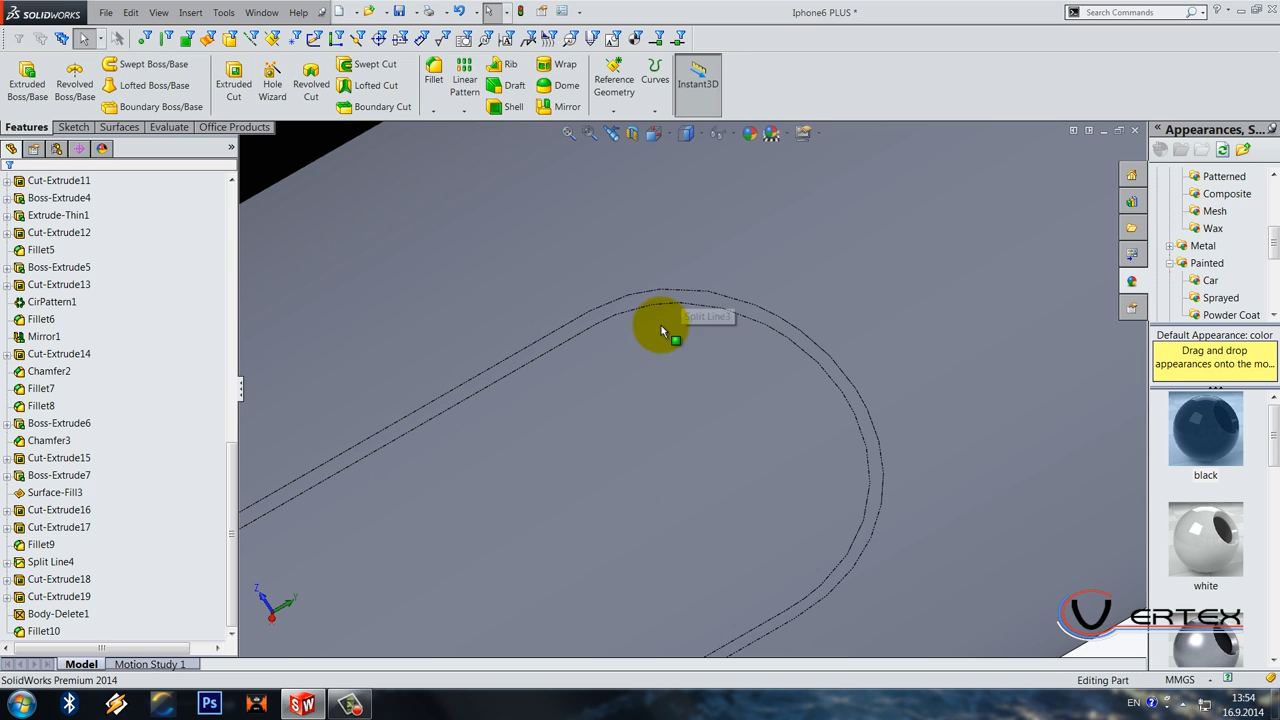 SOLIDWORKS
File Edit View Insert Tools Window Help
Iphone6 PLUS *
Search Commands
Extruded Boss/Base
Revolved Boss/Base
Swept Boss/Base
Lofted Boss/Base
Boundary Boss/Base
Extruded Cut
Hole Wizard
Revolved Cut
Swept Cut
Lofted Cut
Boundary Cut
Fillet
Linear Pattern
Rib
Draft
Shell
Wrap
Dome
Mirror
Reference Geometry
Curves
Instant3D
Features Sketch Surfaces Evaluate Office Products
Cut-Extrude11
Boss-Extrude4
Extrude-Thin1
Cut-Extrude12
Fillet5
Boss-Extrude5
Cut-Extrude13
CirPattern1
Fillet6
Mirror1
Cut-Extrude14
Chamfer2
Fillet7
Fillet8
Boss-Extrude6
Chamfer3
Cut-Extrude15
Boss-Extrude7
Surface-Fill3
Cut-Extrude16
Cut-Extrude17
Fillet9
Split Line4
Cut-Extrude18
Cut-Extrude19
Body-Delete1
Fillet10
Split Line3
Z
Y
Appearances, S...
Patterned
Composite
Mesh
Wax
Metal
Painted
Car
Sprayed
Powder Coat
Default Appearance: color
Drag and drop
appearances onto the mo...
black
white
VERTEX
Model Motion Study 1
SolidWorks Premium 2014
Editing Part
MMGS
Ps
SW
EN
13:54
16.9.2014